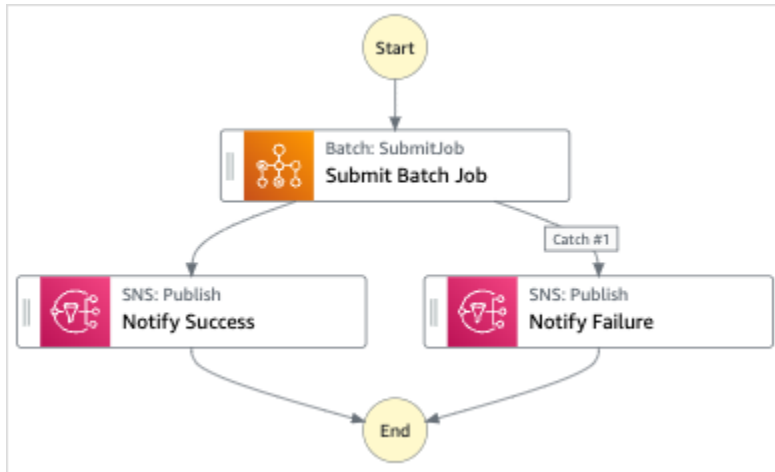 Start
Batch: SubmitJob
Submit Batch Job
Catch #1
SNS: Publish
Notify Success
SNS: Publish
Notify Failure
End